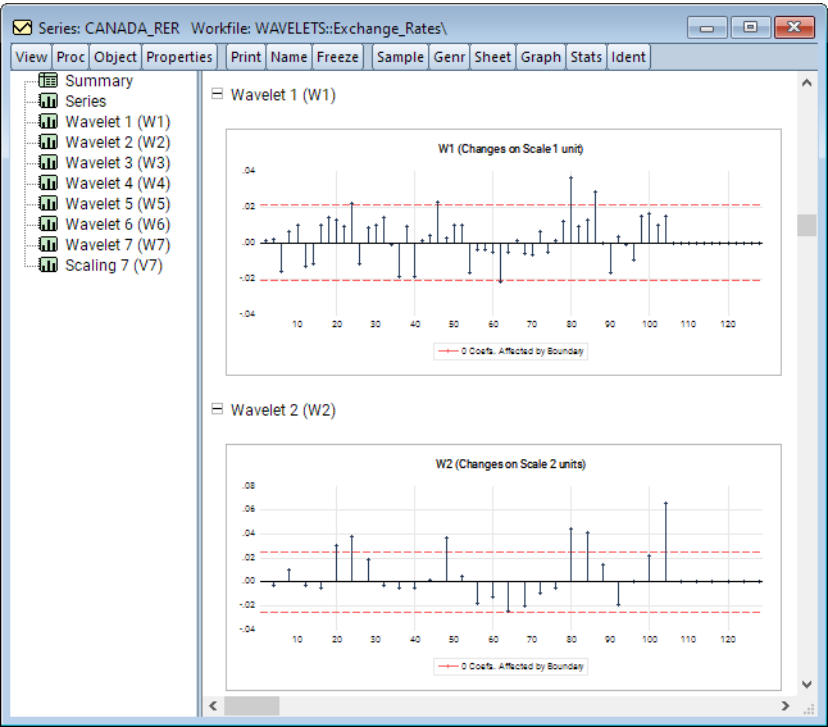 Series: CANADA_RER Workfile: WAVELETS::Exchange_Rates\
View Proc Object Properties Print Name Freeze Sample Genr Sheet Graph Stats Ident
Summary
Series
Wavelet 1 (W1)
Wavelet 2 (W2)
Wavelet 3 (W3)
Wavelet 4 (W4)
Wavelet 5 (W5)
Wavelet 6 (W6)
Wavelet 7 (W7)
Scaling 7 (V7)
Wavelet 1 (W1)
W1 (Changes on Scale 1 unit)
.04
.02
.00
-.02
-.04
10 20 30 40 50 60 70 80 90 100 110 120
0 Coefs. Affected by Boundary
Wavelet 2 (W2)
W2 (Changes on Scale 2 units)
.08
.06
.04
.02
.00
-.02
-.04
10 20 30 40 50 60 70 80 90 100 110 120
0 Coefs. Affected by Boundary